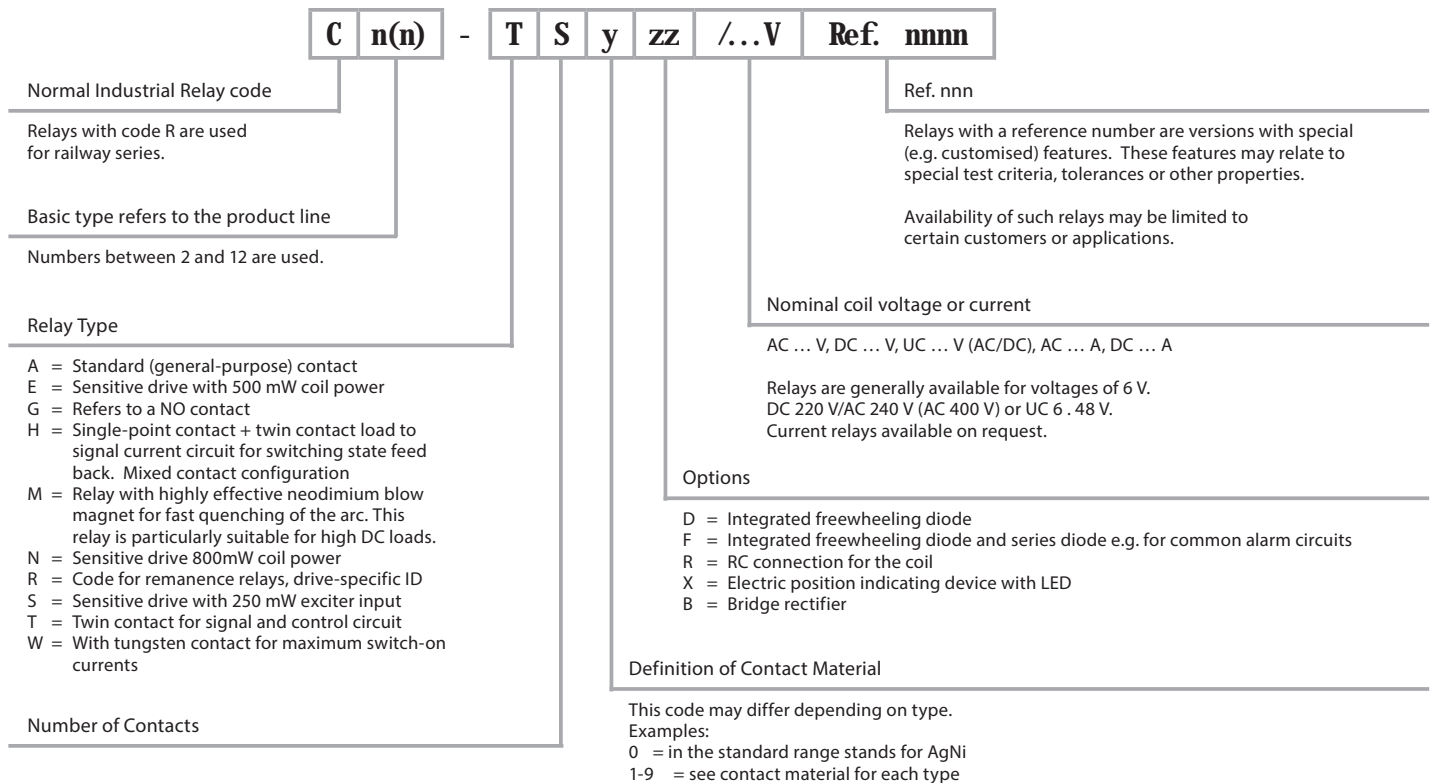 C n(n) - T S y zz /...V Ref. nnnn
Normal Industrial Relay code
Relays with code R are used
for railway series.
Basic type refers to the product line
Numbers between 2 and 12 are used.
Relay Type
A = Standard (general-purpose) contact
E = Sensitive drive with 500 mW coil power
G = Refers to a NO contact
H = Single-point contact + twin contact load to
signal current circuit for switching state feed
back. Mixed contact configuration
M = Relay with highly effective neodimium blow
magnet for fast quenching of the arc. This
relay is particularly suitable for high DC loads.
N = Sensitive drive 800mW coil power
R = Code for remanence relays, drive-specific ID
S = Sensitive drive with 250 mW exciter input
T = Twin contact for signal and control circuit
W = With tungsten contact for maximum switch-on
currents
Number of Contacts
Ref. nnn
Relays with a reference number are versions with special
(e.g. customised) features. These features may relate to
special test criteria, tolerances or other properties.
Availability of such relays may be limited to
certain customers or applications.
Nominal coil voltage or current
AC ... V, DC ... V, UC ... V (AC/DC), AC ... A, DC ... A
Relays are generally available for voltages of 6 V.
DC 220 V/AC 240 V (AC 400 V) or UC 6 . 48 V.
Current relays available on request.
Options
D = Integrated freewheeling diode
F = Integrated freewheeling diode and series diode e.g. for common alarm circuits
R = RC connection for the coil
X = Electric position indicating device with LED
B = Bridge rectifier
Definition of Contact Material
This code may differ depending on type.
Examples:
0 = in the standard range stands for AgNi
1-9 = see contact material for each type